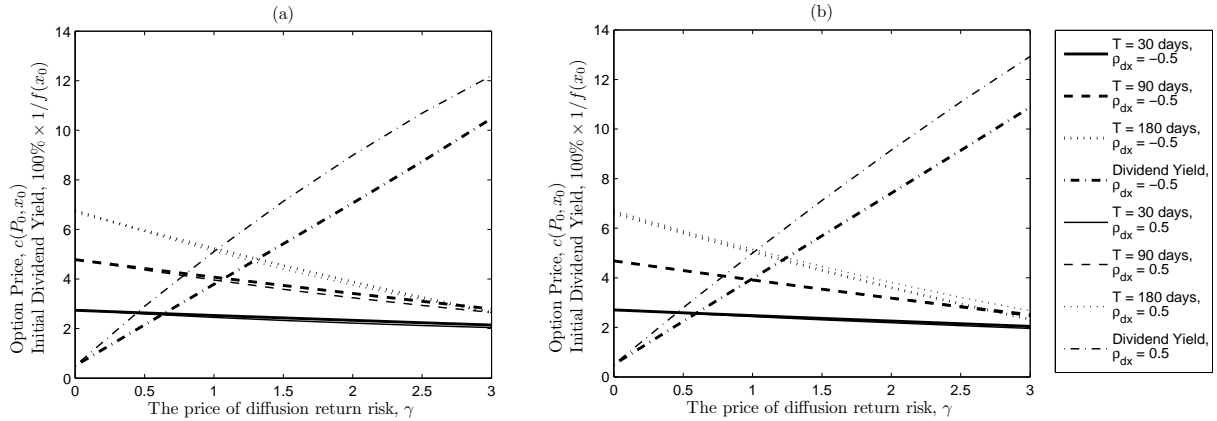 (a)
Option Price, c(P₀, x₀)
Initial Dividend Yield, 100% × 1/f(x₀)
14
12
10
8
6
4
2
0
0 0.5 1 1.5 2 2.5 3
The price of diffusion return risk, γ
(b)
Option Price, c(P₀, x₀)
Initial Dividend Yield, 100% × 1/f(x₀)
14
12
10
8
6
4
2
0
0 0.5 1 1.5 2 2.5 3
The price of diffusion return risk, γ
T = 30 days,
ρdx = −0.5
T = 90 days,
ρdx = −0.5
T = 180 days,
ρdx = −0.5
Dividend Yield,
ρdx = −0.5
T = 30 days,
ρdx = 0.5
T = 90 days,
ρdx = 0.5
T = 180 days,
ρdx = 0.5
Dividend Yield,
ρdx = 0.5